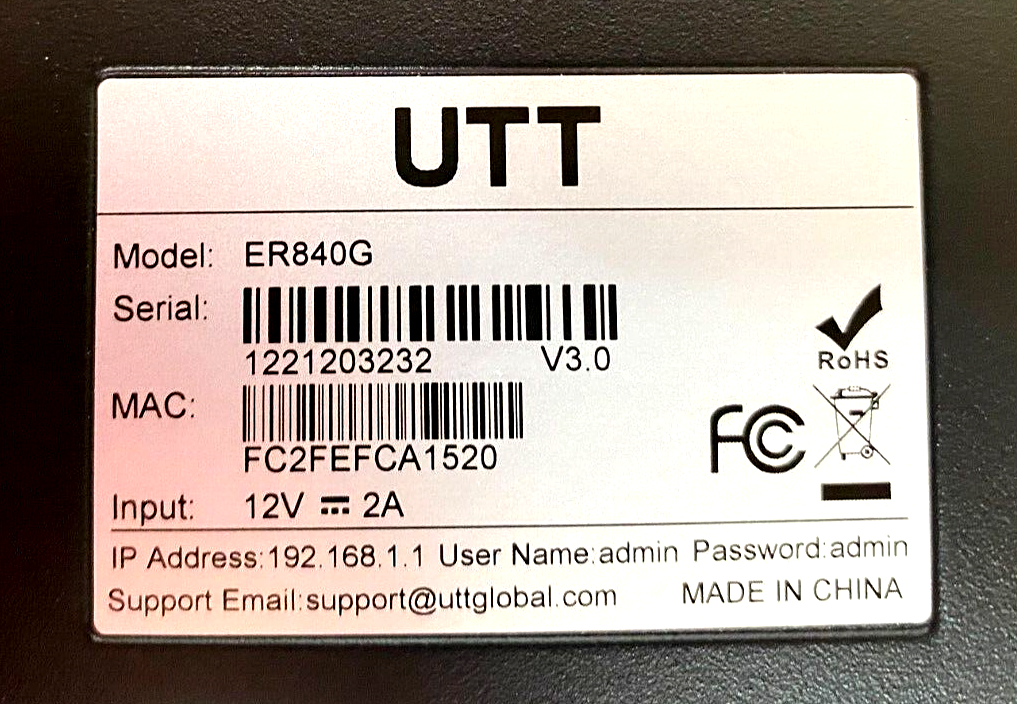 UTT
Model: ER840G
Serial:
1221203232 V3.0
RoHS
MAC:
FC2FEFCA1520
FC
Input: 12V ⎓ 2A
IP Address:192.168.1.1 User Name:admin Password:admin
Support Email:support@uttglobal.com MADE IN CHINA